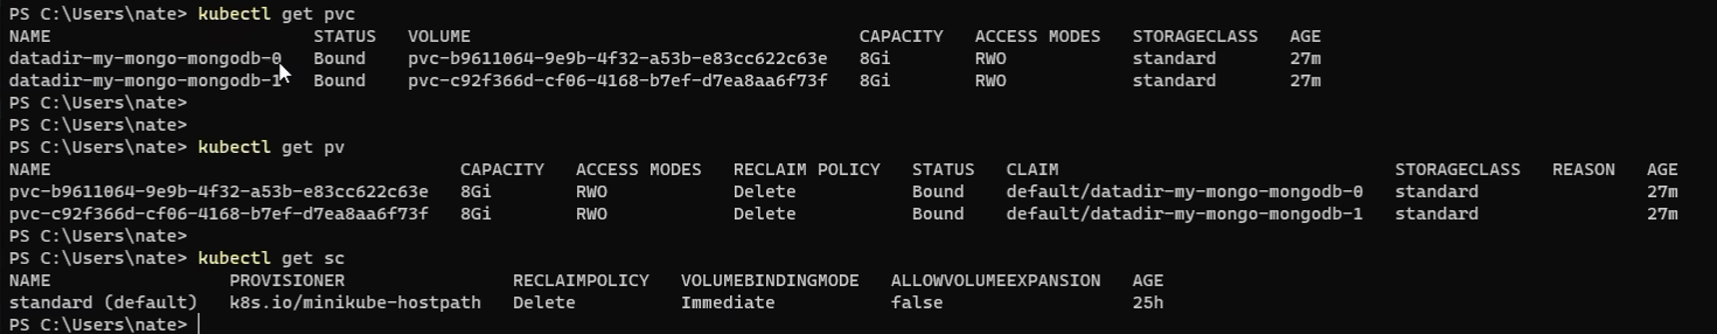 PS C:\Users\nate> kubectl get pvc
NAME STATUS VOLUME CAPACITY ACCESS MODES STORAGECLASS AGE
datadir-my-mongo-mongodb-0 Bound pvc-b9611064-9e9b-4f32-a53b-e83cc622c63e 8Gi RWO standard 27m
datadir-my-mongo-mongodb-1 Bound pvc-c92f366d-cf06-4168-b7ef-d7ea8aa6f73f 8Gi RWO standard 27m
PS C:\Users\nate>
PS C:\Users\nate>
PS C:\Users\nate> kubectl get pv
NAME CAPACITY ACCESS MODES RECLAIM POLICY STATUS CLAIM STORAGECLASS REASON AGE
pvc-b9611064-9e9b-4f32-a53b-e83cc622c63e 8Gi RWO Delete Bound default/datadir-my-mongo-mongodb-0 standard 27m
pvc-c92f366d-cf06-4168-b7ef-d7ea8aa6f73f 8Gi RWO Delete Bound default/datadir-my-mongo-mongodb-1 standard 27m
PS C:\Users\nate>
PS C:\Users\nate> kubectl get sc
NAME PROVISIONER RECLAIMPOLICY VOLUMEBINDINGMODE ALLOWVOLUMEEXPANSION AGE
standard (default) k8s.io/minikube-hostpath Delete Immediate false 25h
PS C:\Users\nate>